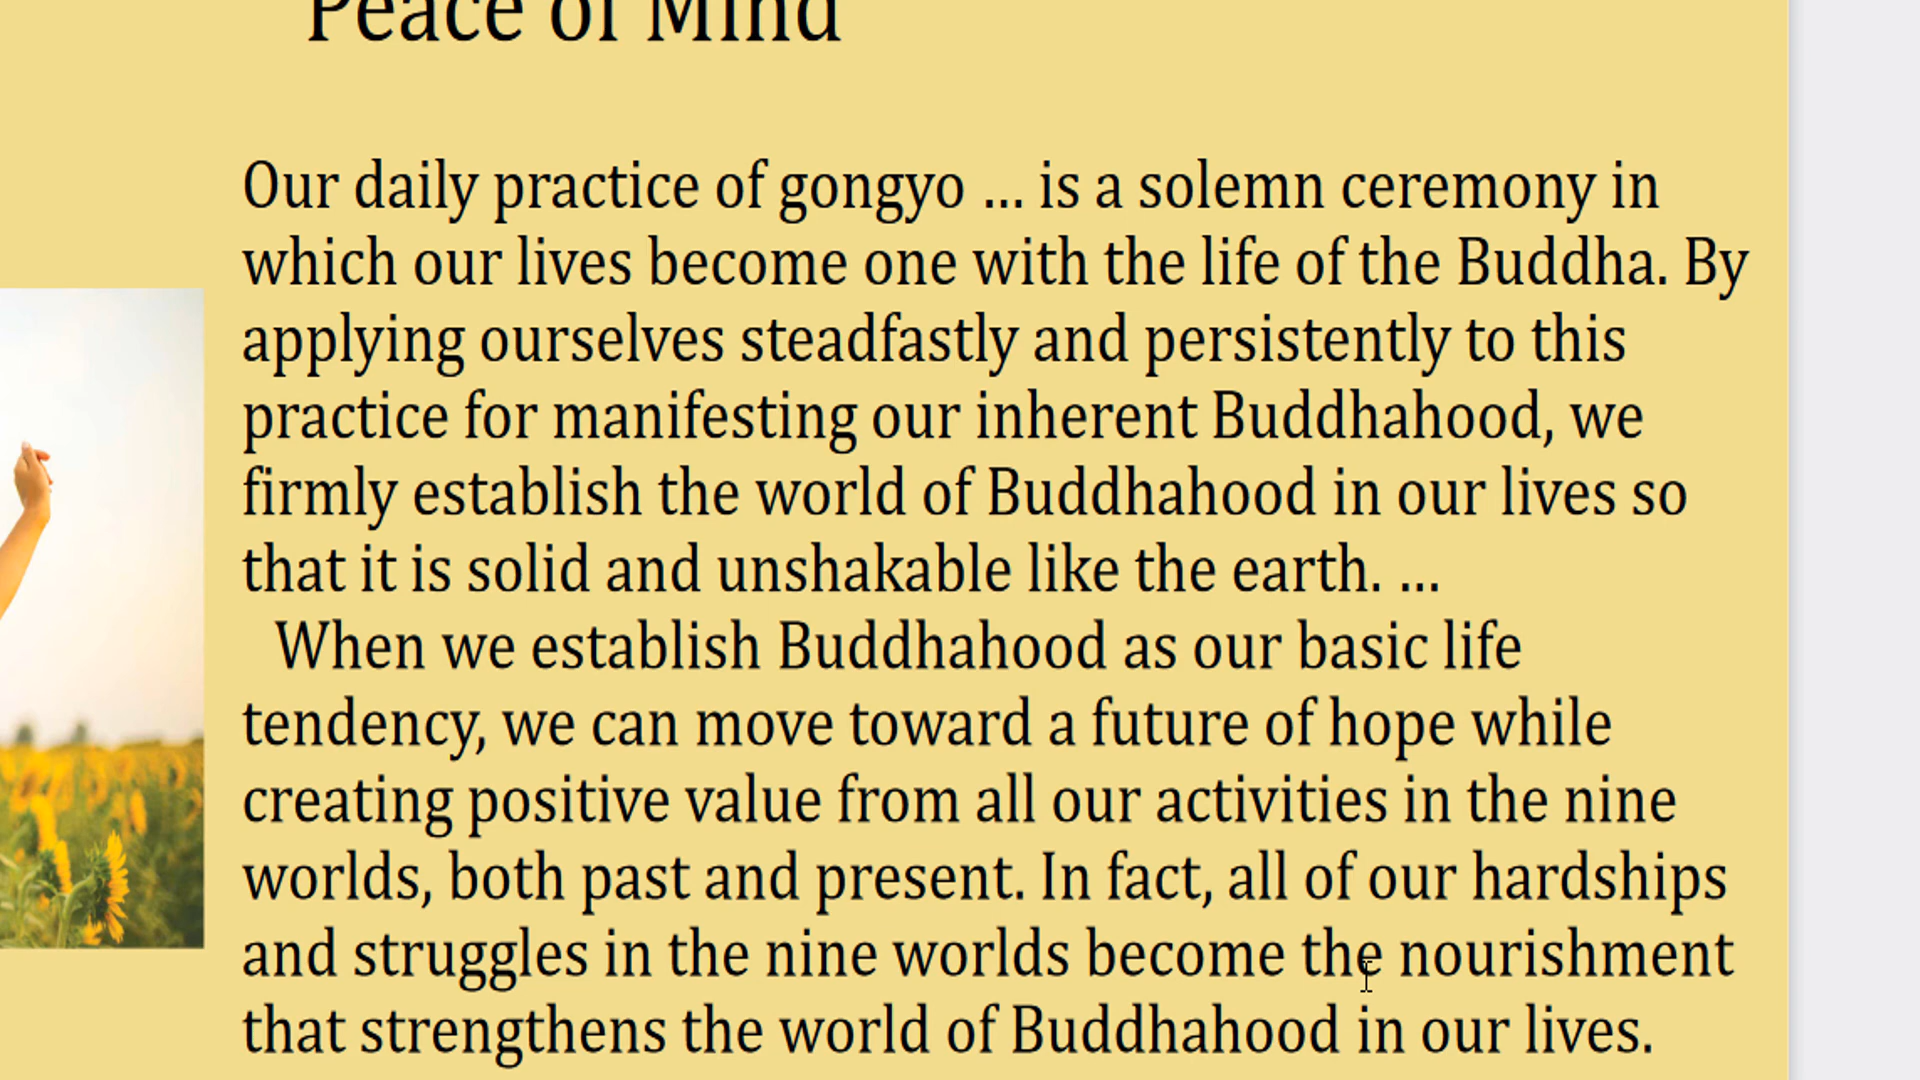 Peace of Mind
Our daily practice of gongyo ... is a solemn ceremony in
which our lives become one with the life of the Buddha. By
applying ourselves steadfastly and persistently to this
practice for manifesting our inherent Buddhahood, we
firmly establish the world of Buddhahood in our lives so
that it is solid and unshakable like the earth. ...
When we establish Buddhahood as our basic life
tendency, we can move toward a future of hope while
creating positive value from all our activities in the nine
worlds, both past and present. In fact, all of our hardships
and struggles in the nine worlds become the nourishment
that strengthens the world of Buddhahood in our lives.